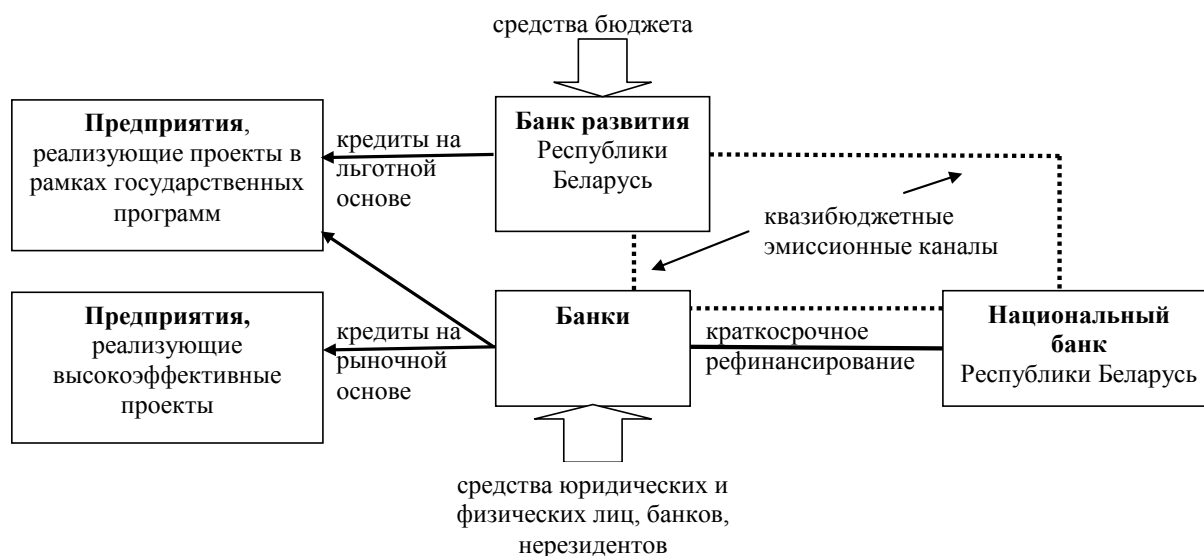 средства бюджета
Предприятия,
реализующие проекты в
рамках государственных
программ
кредиты на
льготной
основе
Банк развития
Республики
Беларусь
квазибюджетные
эмиссионные каналы
Предприятия,
реализующие
высокоэффективные
проекты
кредиты на
рыночной
основе
Банки
краткосрочное
рефинансирование
Национальный
банк
Республики Беларусь
средства юридических и
физических лиц, банков,
нерезидентов